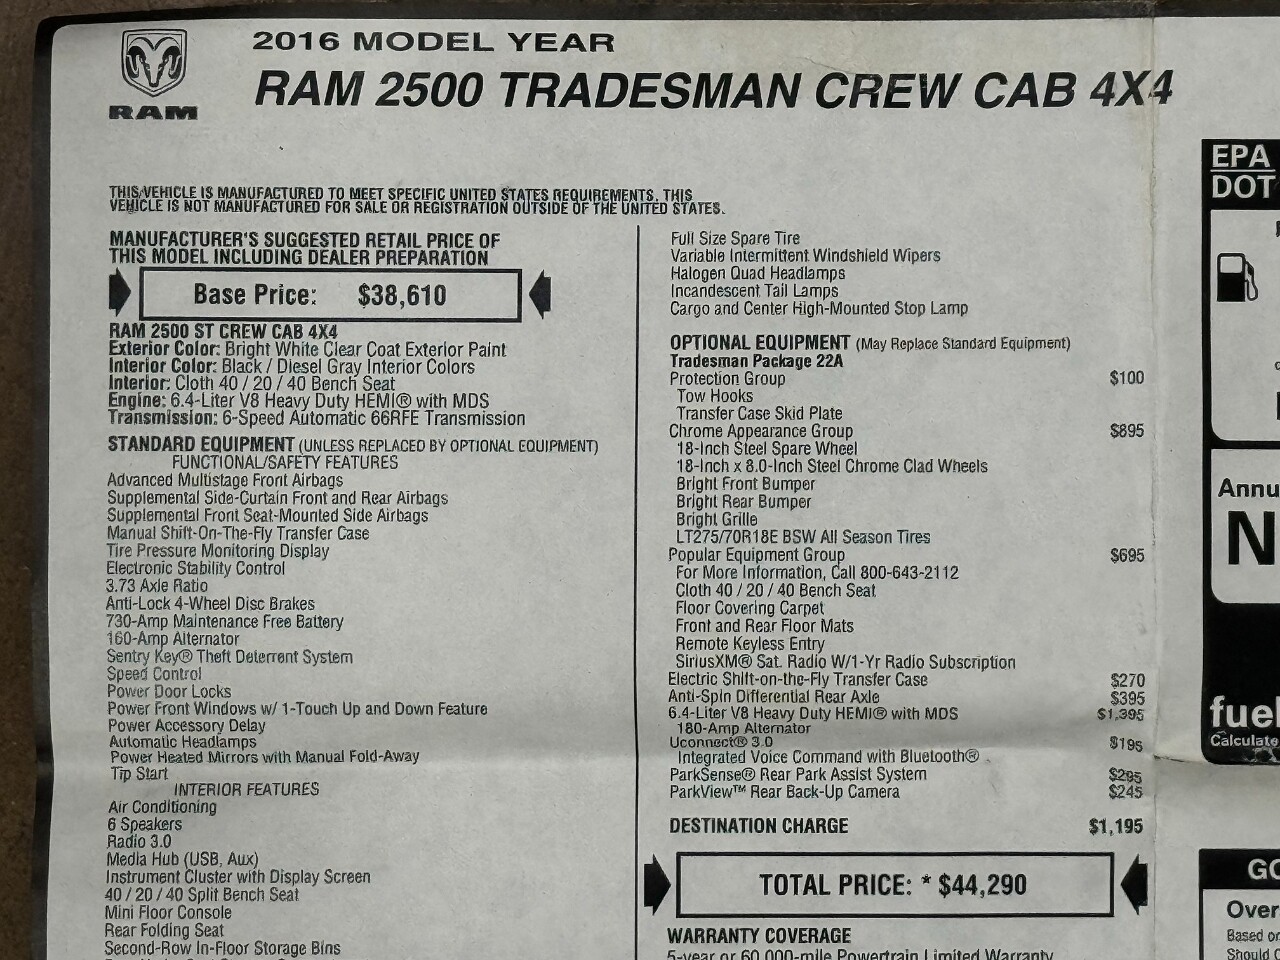 RAM
2016 MODEL YEAR
RAM 2500 TRADESMAN CREW CAB 4X4
THIS VEHICLE IS MANUFACTURED TO MEET SPECIFIC UNITED STATES REQUIREMENTS. THIS
VEHICLE IS NOT MANUFACTURED FOR SALE OR REGISTRATION OUTSIDE OF THE UNITED STATES.
MANUFACTURER'S SUGGESTED RETAIL PRICE OF
THIS MODEL INCLUDING DEALER PREPARATION
Base Price: $38,610
RAM 2500 ST CREW CAB 4X4
Exterior Color: Bright White Clear Coat Exterior Paint
Interior Color: Black / Diesel Gray Interior Colors
Interior: Cloth 40 / 20 / 40 Bench Seat
Engine: 6.4-Liter V8 Heavy Duty HEMI® with MDS
Transmission: 6-Speed Automatic 66RFE Transmission
STANDARD EQUIPMENT (UNLESS REPLACED BY OPTIONAL EQUIPMENT)
FUNCTIONAL/SAFETY FEATURES
Advanced Multistage Front Airbags
Supplemental Side-Curtain Front and Rear Airbags
Supplemental Front Seat-Mounted Side Airbags
Manual Shift-On-The-Fly Transfer Case
Tire Pressure Monitoring Display
Electronic Stability Control
3.73 Axle Ratio
Anti-Lock 4-Wheel Disc Brakes
730-Amp Maintenance Free Battery
160-Amp Alternator
Sentry Key® Theft Deterrent System
Speed Control
Power Door Locks
Power Front Windows w/ 1-Touch Up and Down Feature
Power Accessory Delay
Automatic Headlamps
Power Heated Mirrors with Manual Fold-Away
Tip Start
INTERIOR FEATURES
Air Conditioning
6 Speakers
Radio 3.0
Media Hub (USB, Aux)
Instrument Cluster with Display Screen
40 / 20 / 40 Split Bench Seat
Mini Floor Console
Rear Folding Seat
Second-Row In-Floor Storage Bins
Full Size Spare Tire
Variable Intermittent Windshield Wipers
Halogen Quad Headlamps
Incandescent Tail Lamps
Cargo and Center High-Mounted Stop Lamp
OPTIONAL EQUIPMENT (May Replace Standard Equipment)
Tradesman Package 22A
Protection Group $100
Tow Hooks
Transfer Case Skid Plate
Chrome Appearance Group $895
18-Inch Steel Spare Wheel
18-Inch x 8.0-Inch Steel Chrome Clad Wheels
Bright Front Bumper
Bright Rear Bumper
Bright Grille
LT275/70R18E BSW All Season Tires
Popular Equipment Group $695
For More Information, Call 800-643-2112
Cloth 40 / 20 / 40 Bench Seat
Floor Covering Carpet
Front and Rear Floor Mats
Remote Keyless Entry
SiriusXM® Sat. Radio W/1-Yr Radio Subscription
Electric Shift-on-the-Fly Transfer Case $270
Anti-Spin Differential Rear Axle $395
6.4-Liter V8 Heavy Duty HEMI® with MDS $1,395
180-Amp Alternator
Uconnect® 3.0 $195
Integrated Voice Command with Bluetooth®
ParkSense® Rear Park Assist System $295
ParkView™ Rear Back-Up Camera $245
DESTINATION CHARGE $1,195
TOTAL PRICE: * $44,290
WARRANTY COVERAGE
5-year or 60,000-mile Powertrain Limited Warranty
EPA
DOT
Annu
N
fuel
Calculate
GO
Over
Based on
Should